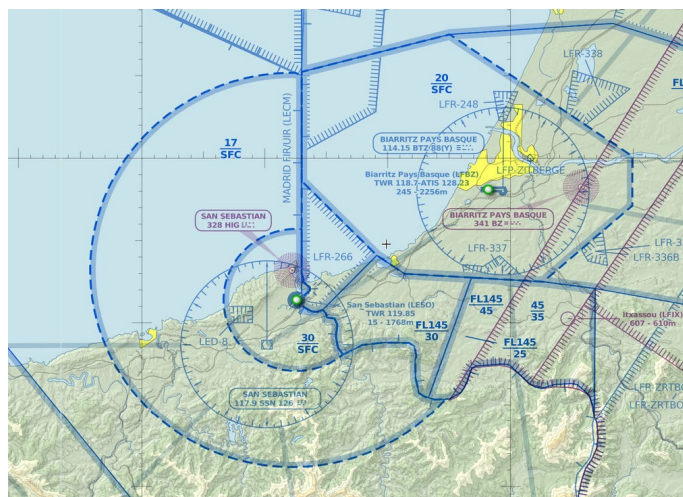 LFR-338
20
SFC
FL
LFR-248
MADRID FIR/UIR (LECM)
17
SFC
BIARRITZ PAYS BASQUE
114.15 BTZ 88(Y)
Biarritz Pays Basque (LFBZ)
TWR 118.7-ATIS 128.23
245 - 2256m
LFP-ZITBERGE
SAN SEBASTIAN
328 HIG
BIARRITZ PAYS BASQUE
341 BZ
LFR-266
LFR-337
LFR-3
LFR-336B
San Sebastian (LESO)
TWR 119.85
15 - 1768m
FL145
45
45
35
Itxassou (LFIX)
607 - 610m
LED-8
30
SFC
FL145
30
FL145
25
SAN SEBASTIAN
117.9 SSN 126
LFR-ZRTBO
LFR-ZRTBO